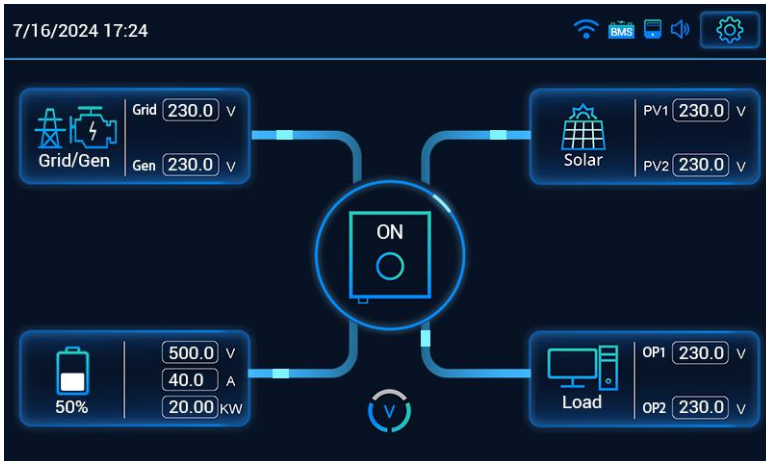 7/16/2024 17:24
BMS
Grid 230.0 V
Gen 230.0 V
Grid/Gen
PV1 230.0 V
PV2 230.0 V
Solar
ON
500.0 V
40.0 A
20.00 KW
50%
V
OP1 230.0 V
OP2 230.0 V
Load